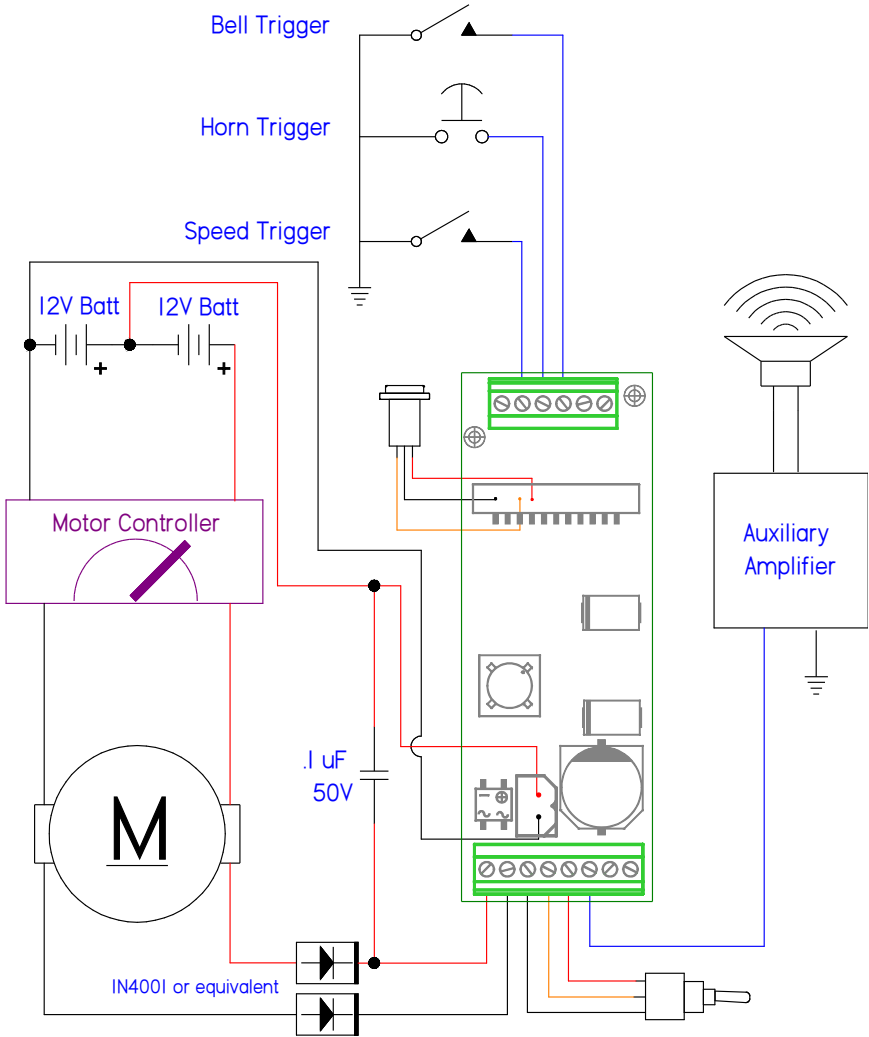 Bell Trigger
Horn Trigger
Speed Trigger
12V Batt
12V Batt
+
+
Motor Controller
Auxiliary
Amplifier
.1 uF
50V
M
1N4001 or equivalent